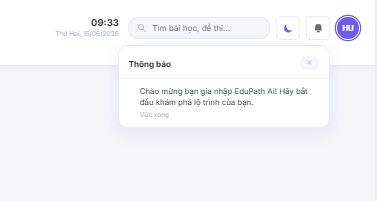 09:33
Thứ Hai, 15/06/2026
Tìm bài học, đề thi...
HU
Thông báo
×
Chào mừng bạn gia nhập EduPath AI! Hãy bắt
đầu khám phá lộ trình của bạn.
Vừa xong